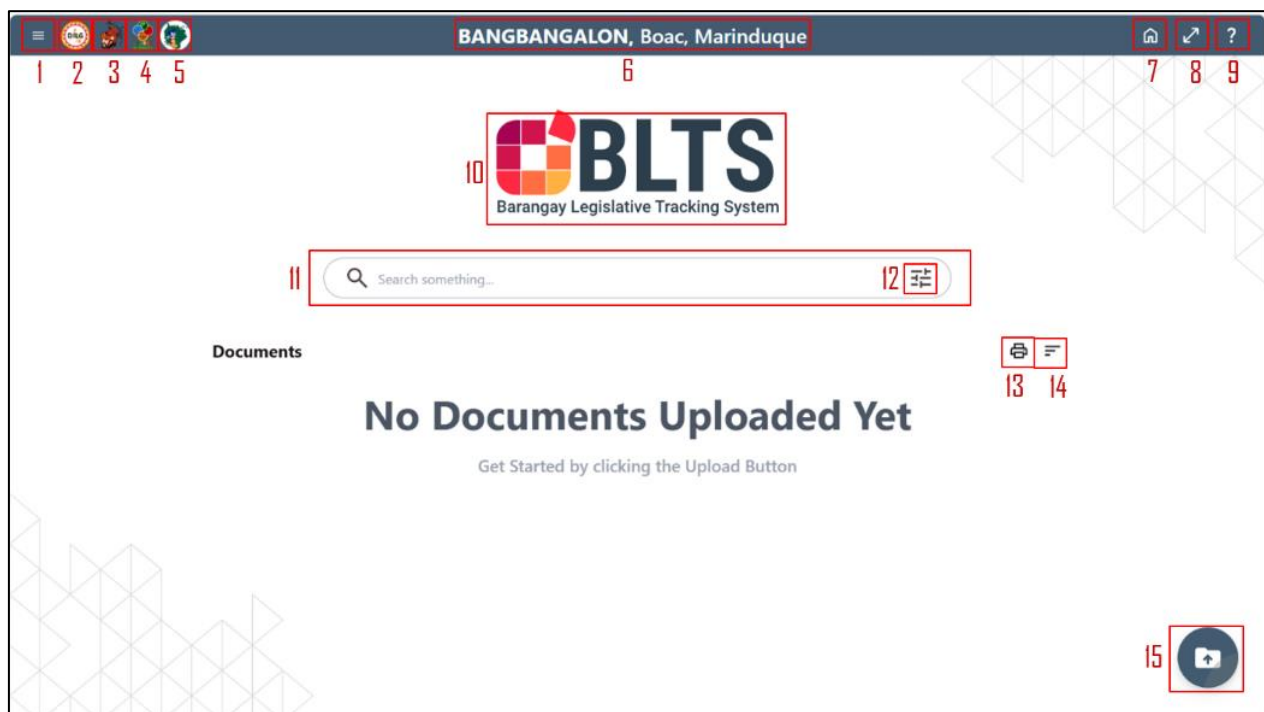 DILG
BANGBANGALON, Boac, Marinduque
?
1 2 3 4 5 6 7 8 9
10
BLTS
Barangay Legislative Tracking System
11
Search something...
12
Documents
13 14
No Documents Uploaded Yet
Get Started by clicking the Upload Button
15